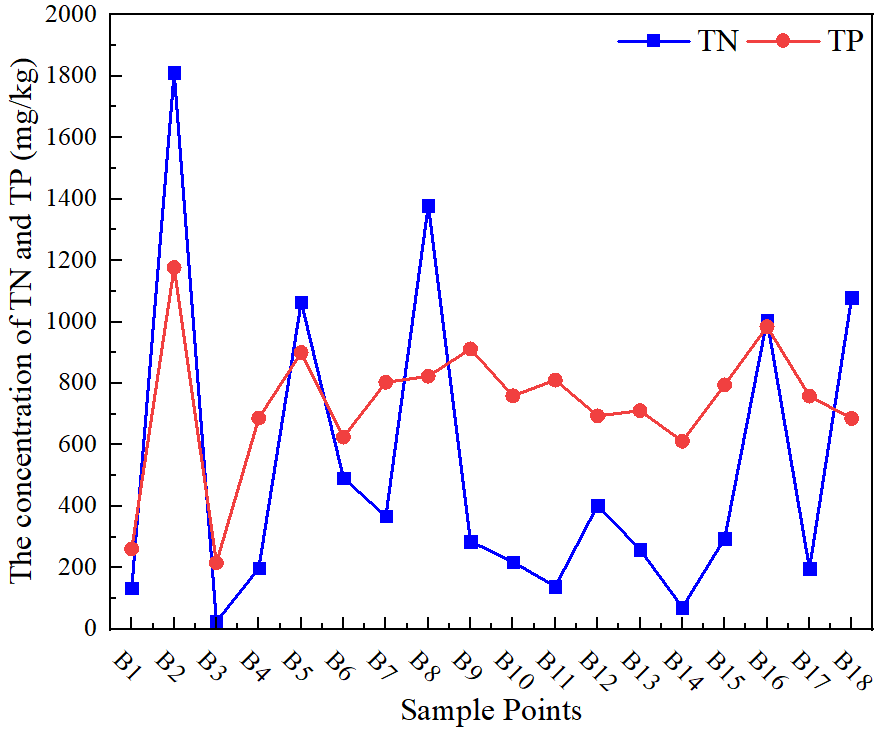 The concentration of TN and TP (mg/kg)
2000
1800
1600
1400
1200
1000
800
600
400
200
0
TN TP
B1 B2 B3 B4 B5 B6 B7 B8 B9 B10 B11 B12 B13 B14 B15 B16 B17 B18
Sample Points